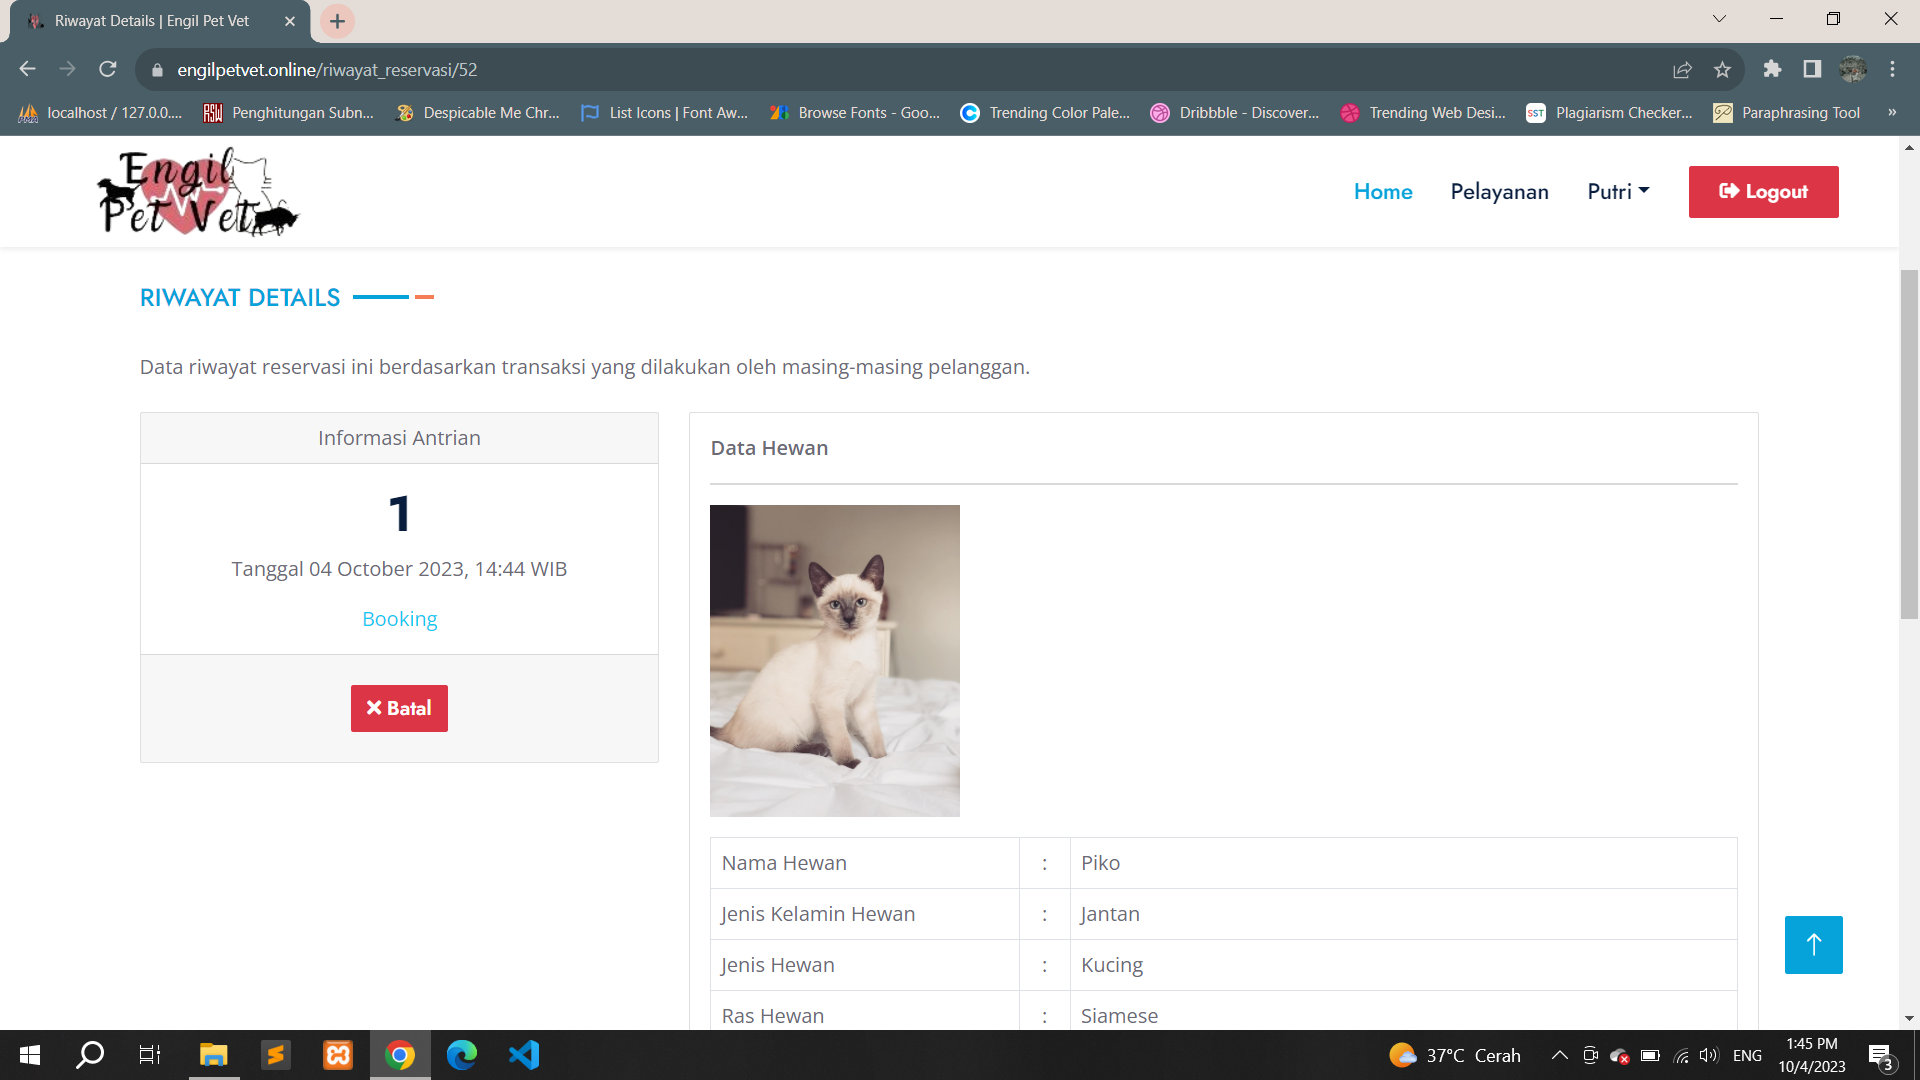 Riwayat Details | Engil Pet Vet
engilpetvet.online/riwayat_reservasi/52
localhost / 127.0.0.... Penghitungan Subn... Despicable Me Chr... List Icons | Font Aw... Browse Fonts - Goo... Trending Color Pale... Dribbble - Discover... Trending Web Desi... SST Plagiarism Checker... Paraphrasing Tool »
Engil
Pet Vet
Home Pelayanan Putri Logout
RIWAYAT DETAILS
Data riwayat reservasi ini berdasarkan transaksi yang dilakukan oleh masing-masing pelanggan.
Informasi Antrian
1
Tanggal 04 October 2023, 14:44 WIB
Booking
Batal
Data Hewan
Nama Hewan : Piko
Jenis Kelamin Hewan : Jantan
Jenis Hewan : Kucing
Ras Hewan : Siamese
37°C Cerah
ENG
1:45 PM
10/4/2023
3